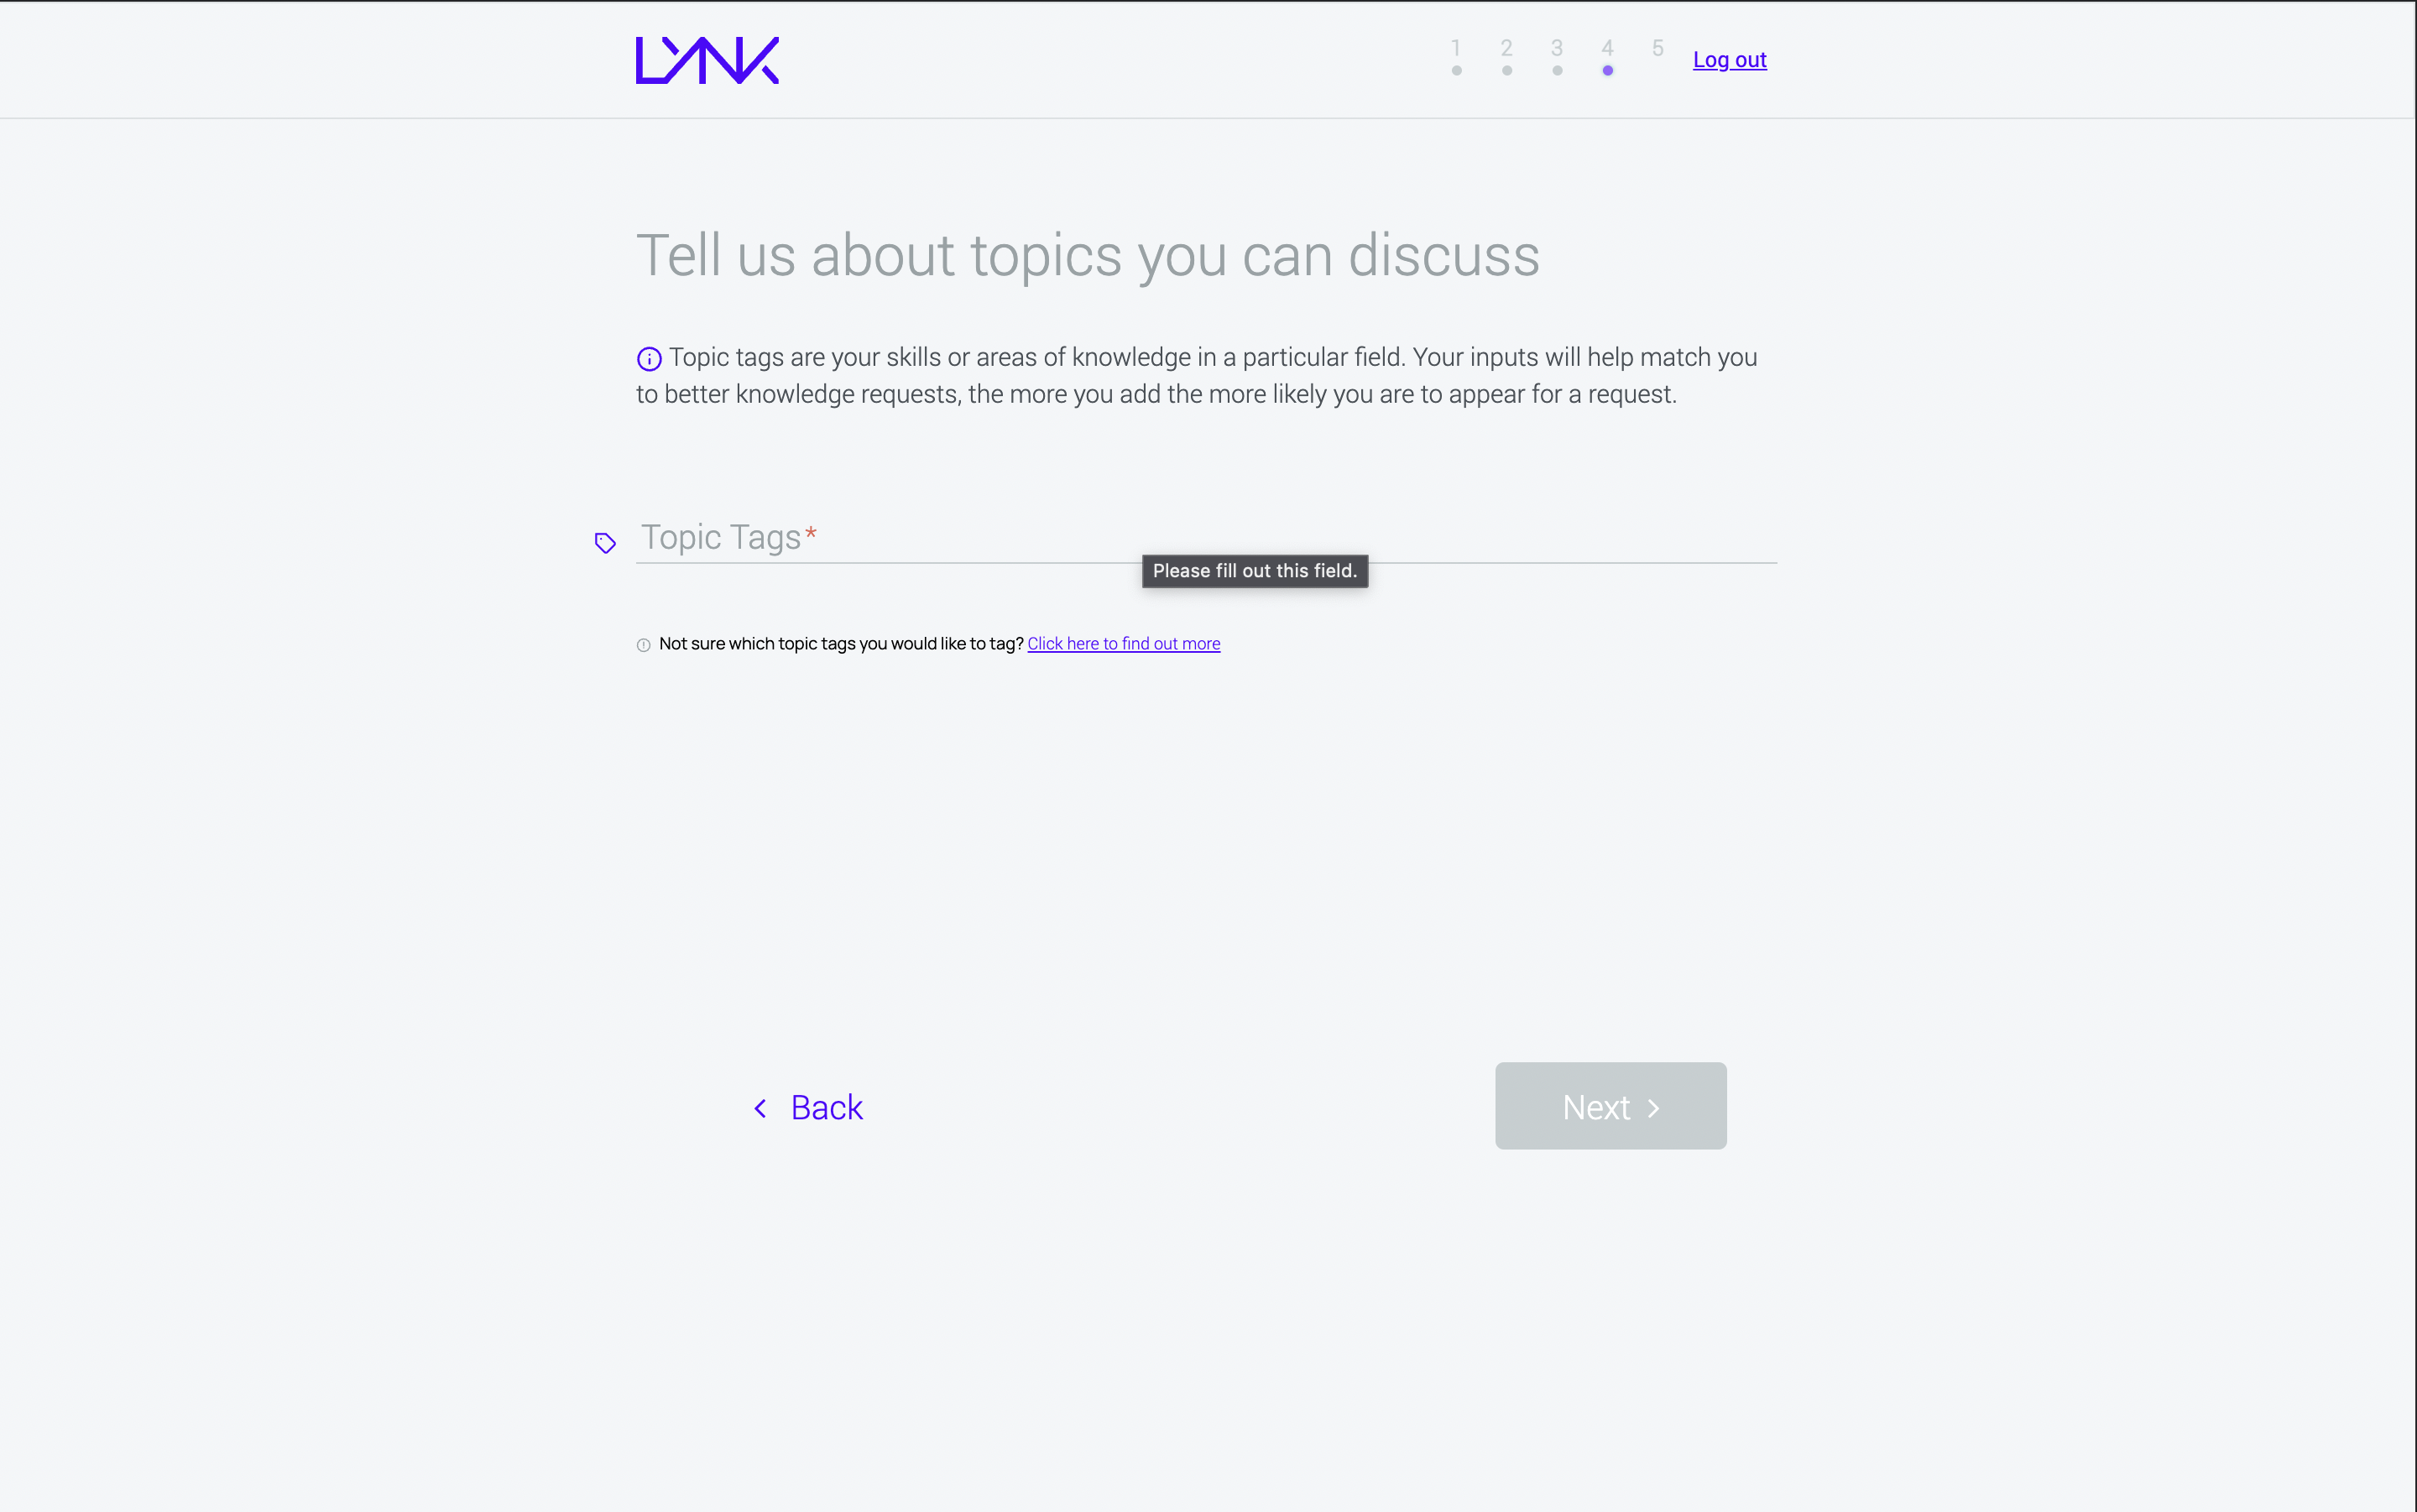 LYNK
1 2 3 4 5 Log out
Tell us about topics you can discuss
Topic tags are your skills or areas of knowledge in a particular field. Your inputs will help match you
to better knowledge requests, the more you add the more likely you are to appear for a request.
Topic Tags*
Please fill out this field.
Not sure which topic tags you would like to tag? Click here to find out more
Back
Next